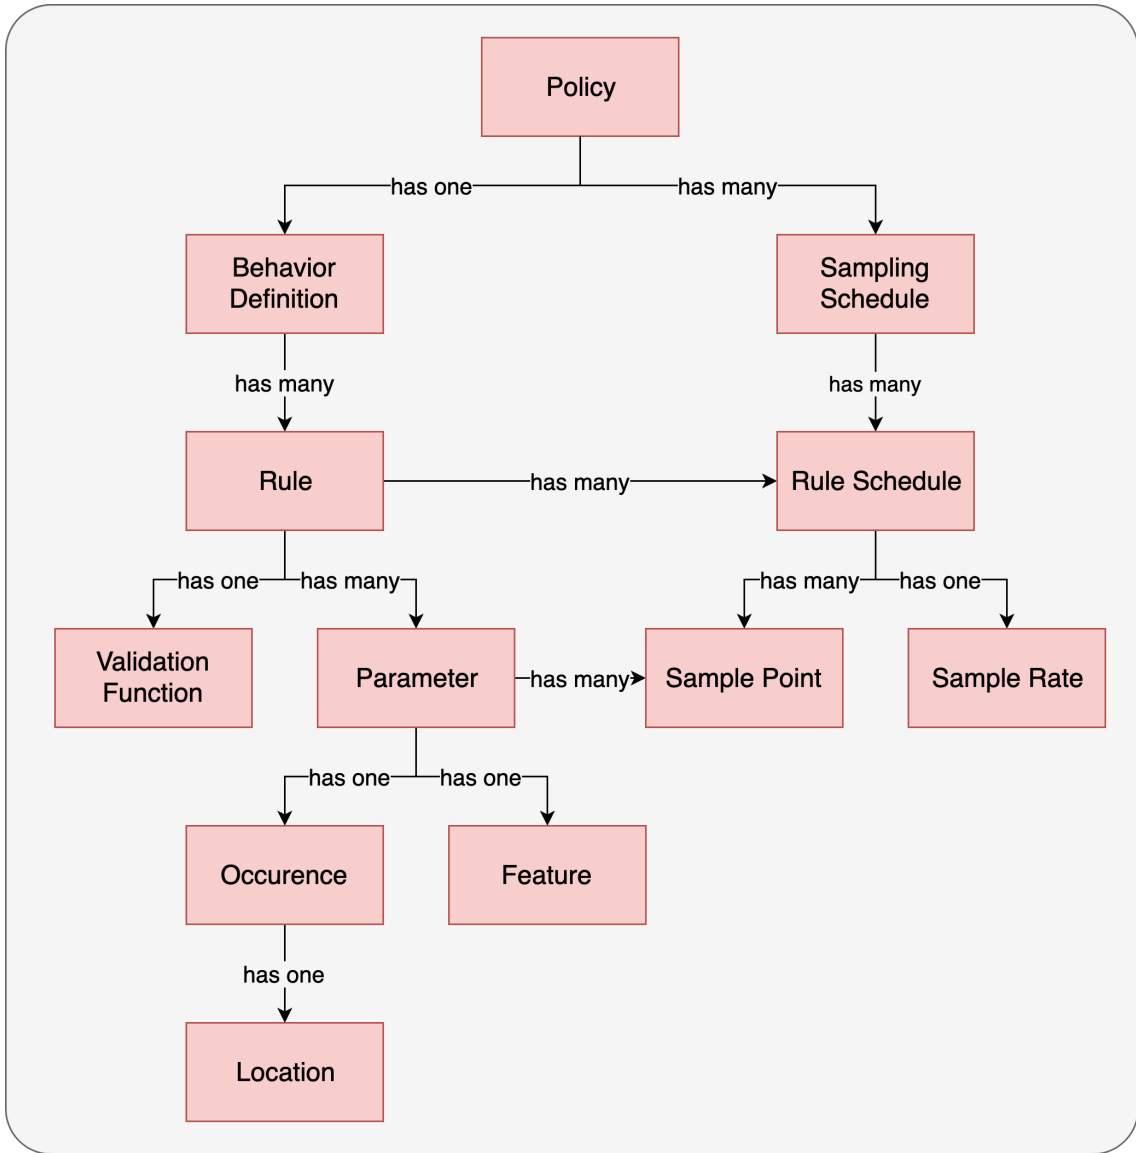 Policy
has one
has many
Behavior
Definition
Sampling
Schedule
has many
has many
Rule
has many
Rule Schedule
has one
has many
has many
has one
Validation
Function
Parameter
has many
Sample Point
Sample Rate
has one
has one
Occurence
Feature
has one
Location